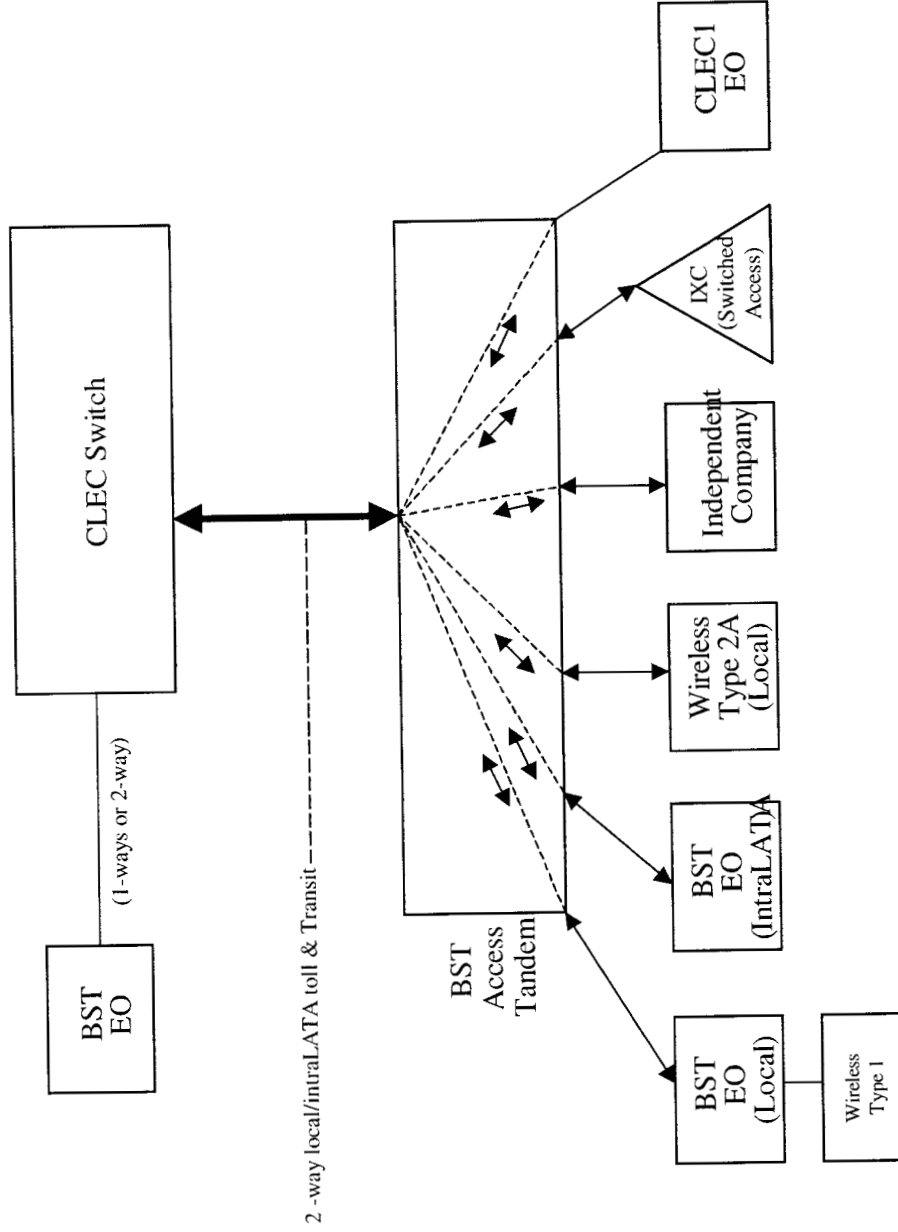 CLEC Switch
(1-ways or 2-way)
BST
EO
2 -way local/intraLATA toll & Transit
BST
Access
Tandem
BST
EO
(Local)
Wireless
Type 1
BST
EO
(IntraLATA)
Wireless
Type 2A
(Local)
Independent
Company
IXC
(Switched
Access)
CLEC1
EO